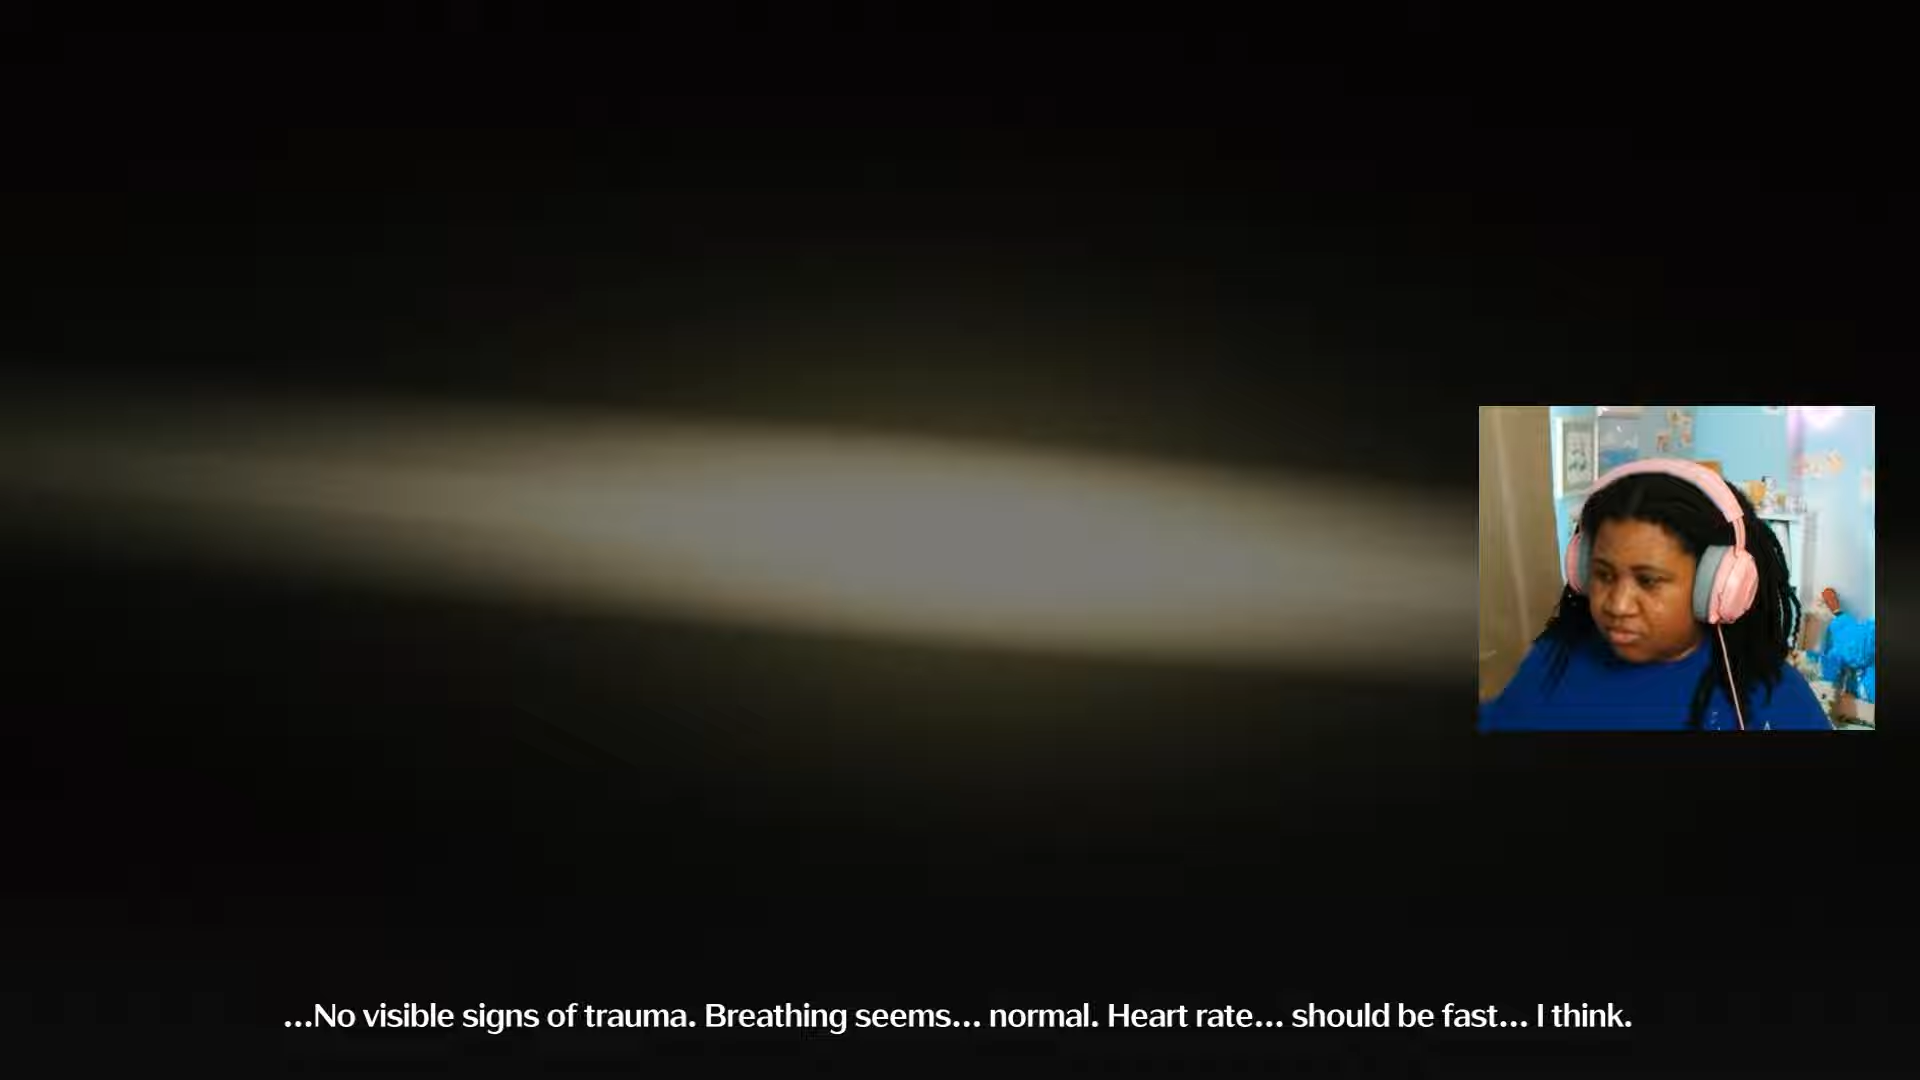 ...No visible signs of trauma. Breathing seems... normal. Heart rate... should be fast... I think.